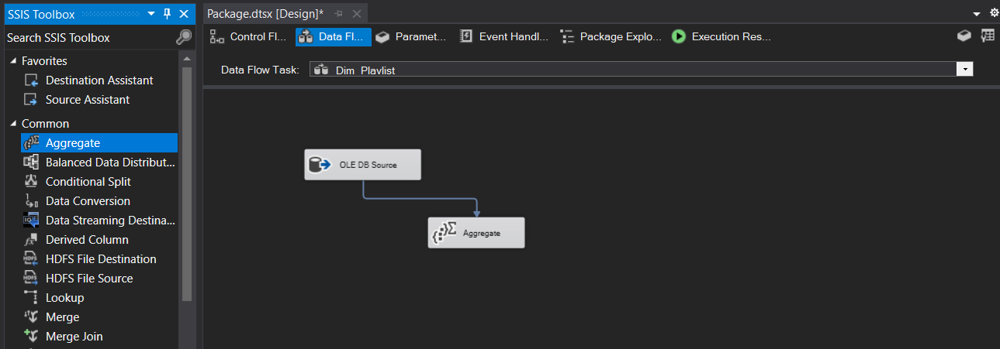 SSIS Toolbox
Search SSIS Toolbox
Favorites
Destination Assistant
Source Assistant
Common
Aggregate
Balanced Data Distribut...
Conditional Split
Data Conversion
Data Streaming Destina...
Derived Column
HDFS File Destination
HDFS File Source
Lookup
Merge
Merge Join
Package.dtsx [Design]*
Control Fl...
Data Fl...
Paramet...
Event Handl...
Package Explo...
Execution Res...
Data Flow Task:
Dim Playlist
OLE DB Source
Aggregate